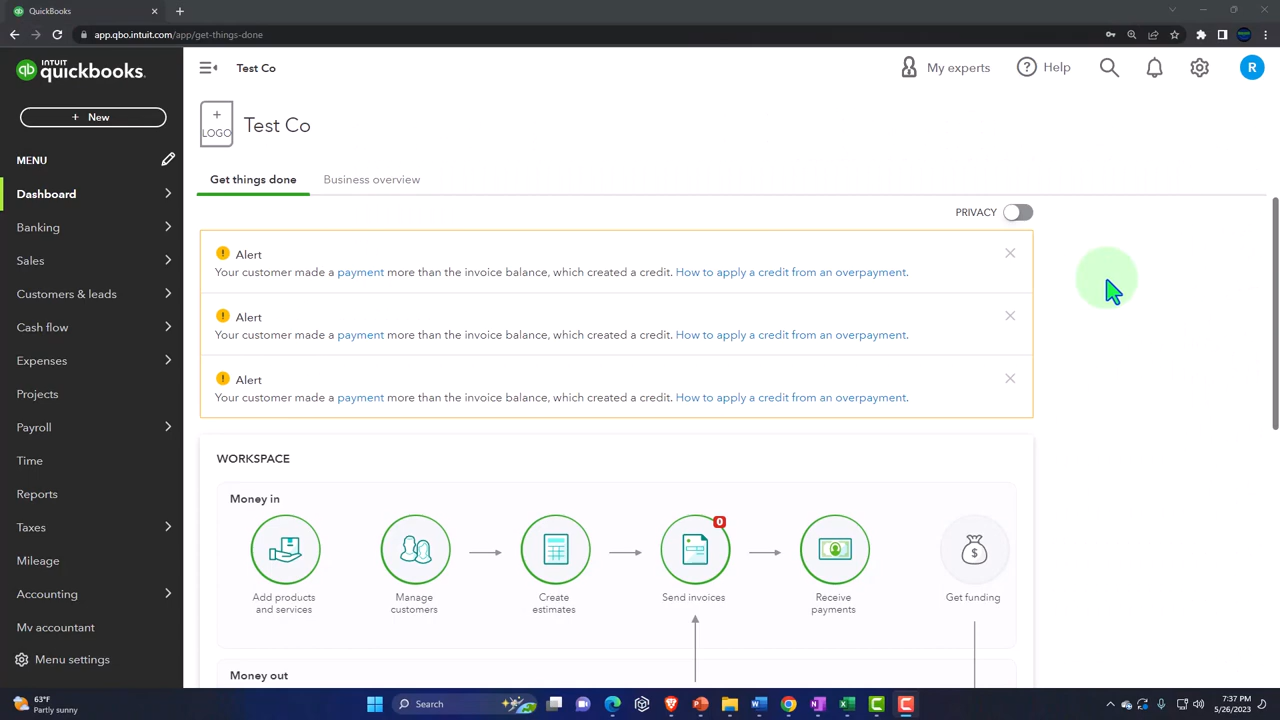 QuickBooks
app.qbo.intuit.com/app/get-things-done
INTUIT
quickbooks.
Test Co
My experts
Help
R
+ New
+
LOGO
Test Co
MENU
Get things done
Business overview
Dashboard
PRIVACY
Banking
Alert
Your customer made a payment more than the invoice balance, which created a credit. How to apply a credit from an overpayment.
Sales
Customers & leads
Alert
Your customer made a payment more than the invoice balance, which created a credit. How to apply a credit from an overpayment.
Cash flow
Expenses
Alert
Your customer made a payment more than the invoice balance, which created a credit. How to apply a credit from an overpayment.
Projects
Payroll
Time
Reports
Taxes
Mileage
Accounting
My accountant
Menu settings
WORKSPACE
Money in
0
Add products
and services
Manage
customers
Create
estimates
Send invoices
Receive
payments
$
Get funding
Money out
63°F
Partly sunny
Search
7:37 PM
5/26/2023